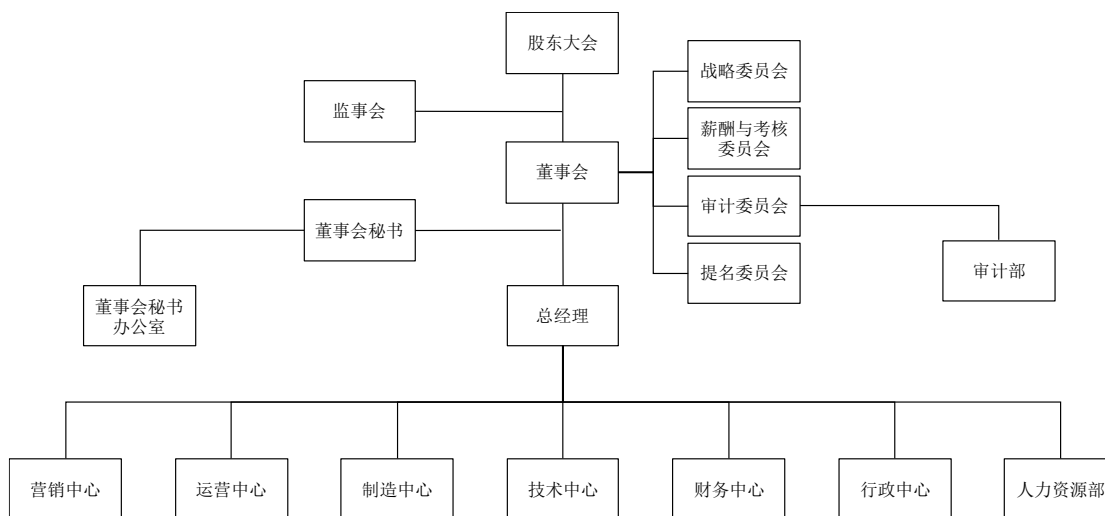 股东大会
战略委员会
监事会
薪酬与考核
委员会
董事会
审计委员会
董事会秘书
审计部
提名委员会
董事会秘书
办公室
总经理
营销中心
运营中心
制造中心
技术中心
财务中心
行政中心
人力资源部